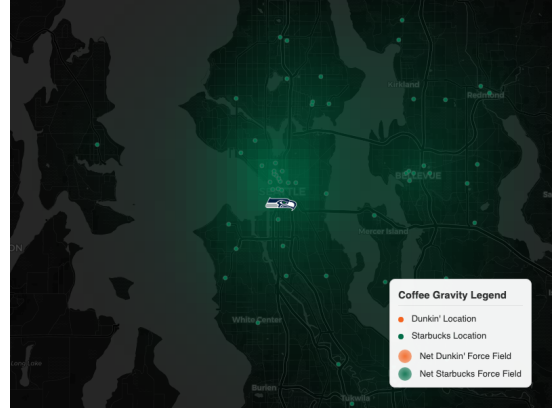 Kirkland
Redmond
BELLEVUE
Mercer Island
White Center
Burien
Tukwila
Coffee Gravity Legend
Dunkin' Location
Starbucks Location
Net Dunkin' Force Field
Net Starbucks Force Field